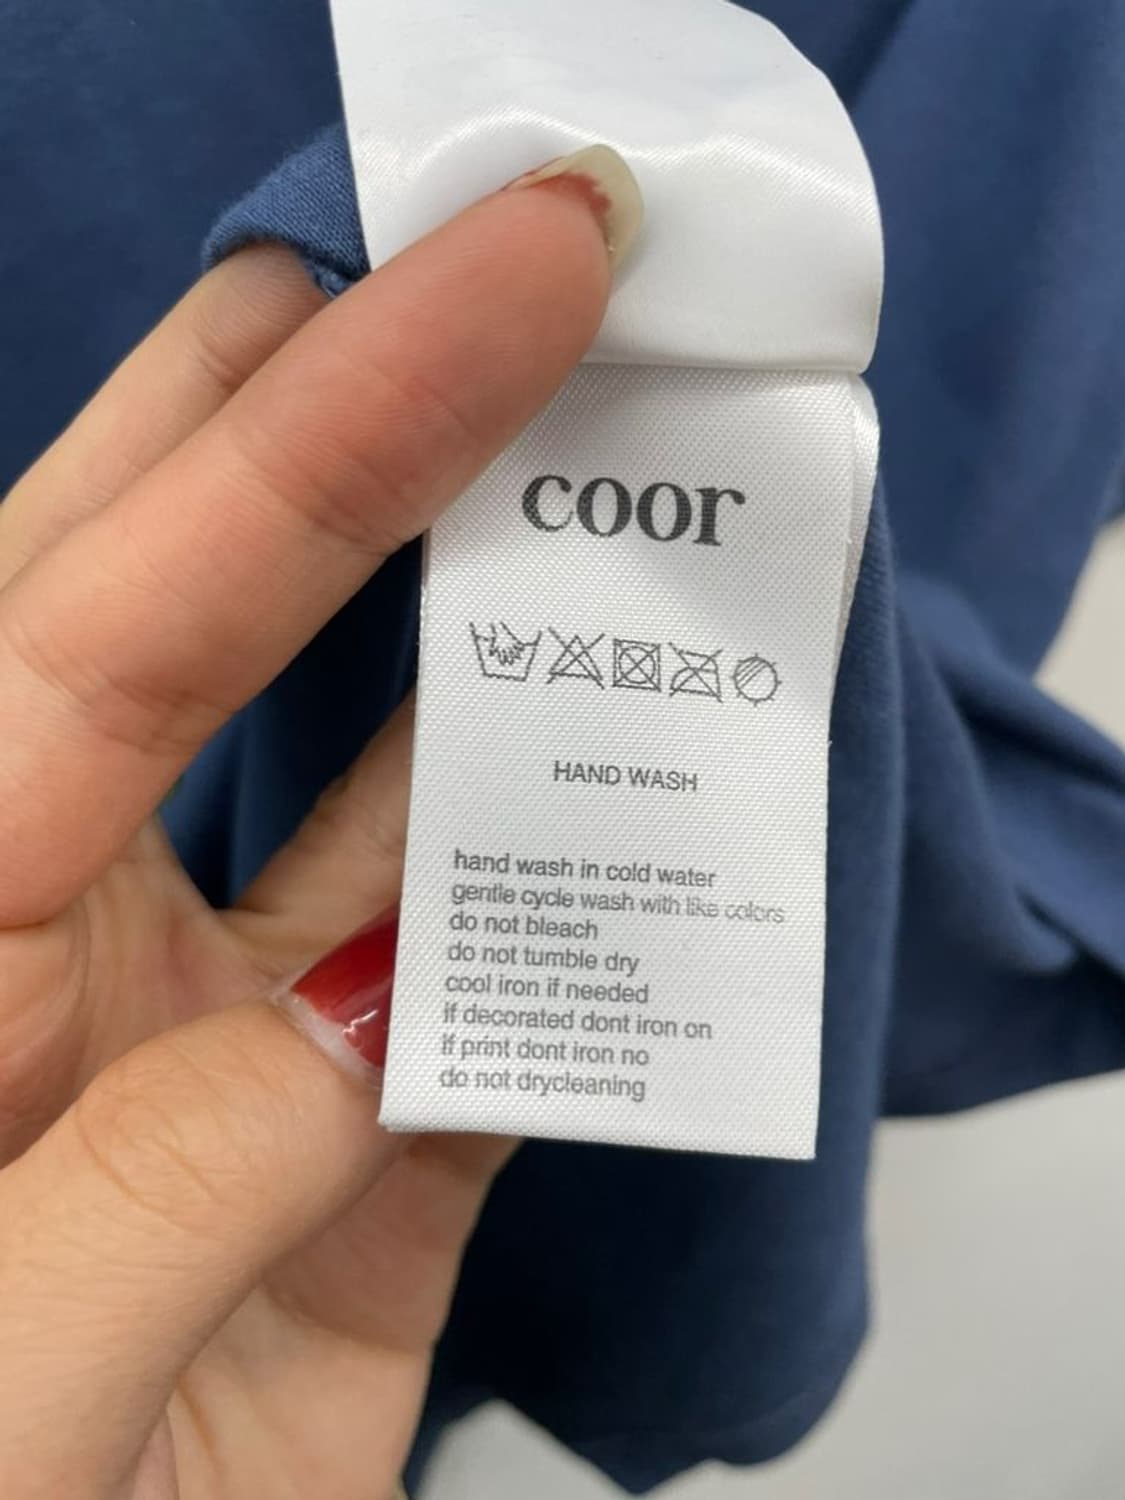 coor
HAND WASH
hand wash in cold water
gentle cycle wash with like colors
do not bleach
do not tumble dry
cool iron if needed
if decorated dont iron on
if print dont iron no
do not drycleaning